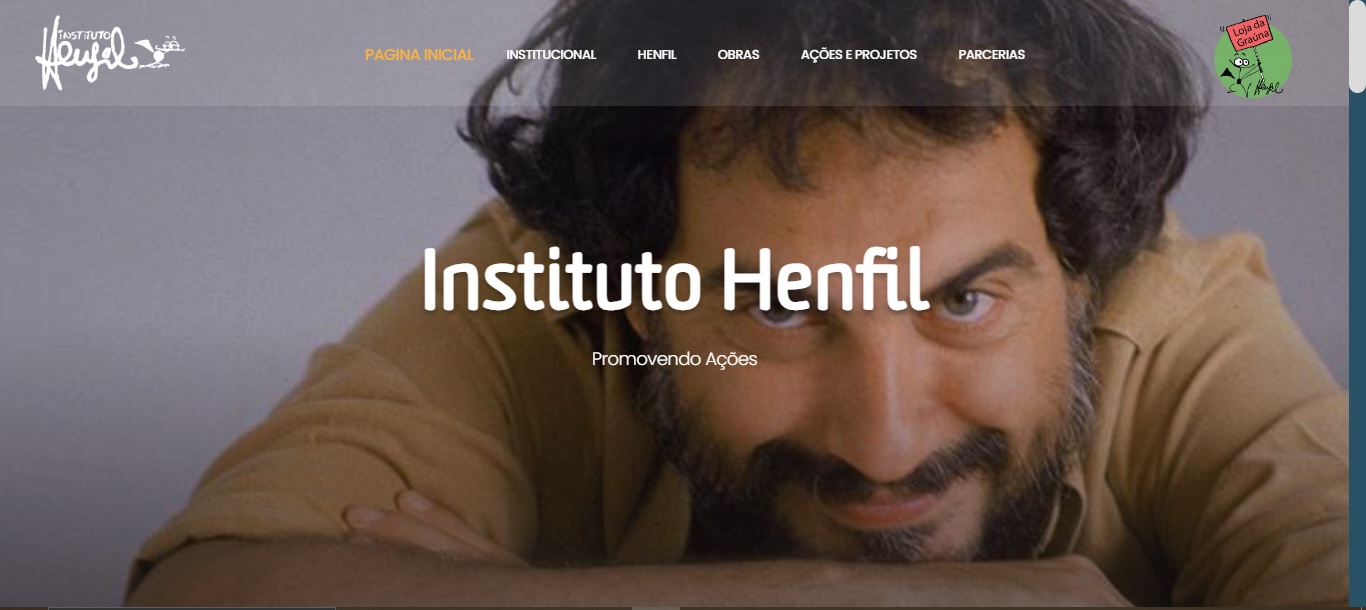 INSTITUTO
Henfil
PAGINA INICIAL
INSTITUCIONAL
HENFIL
OBRAS
AÇÕES E PROJETOS
PARCERIAS
Loja da
Graúna
Henfil
Instituto Henfil
Promovendo Ações